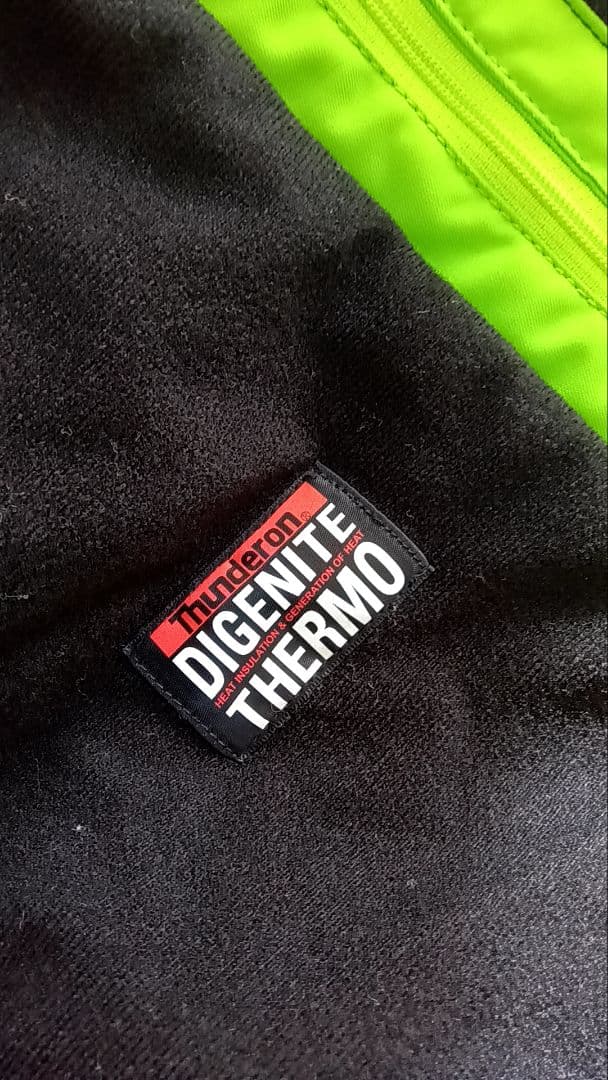 Thunderon®
DIGENITE
HEAT INSULATION & GENERATION OF HEAT
THERMO